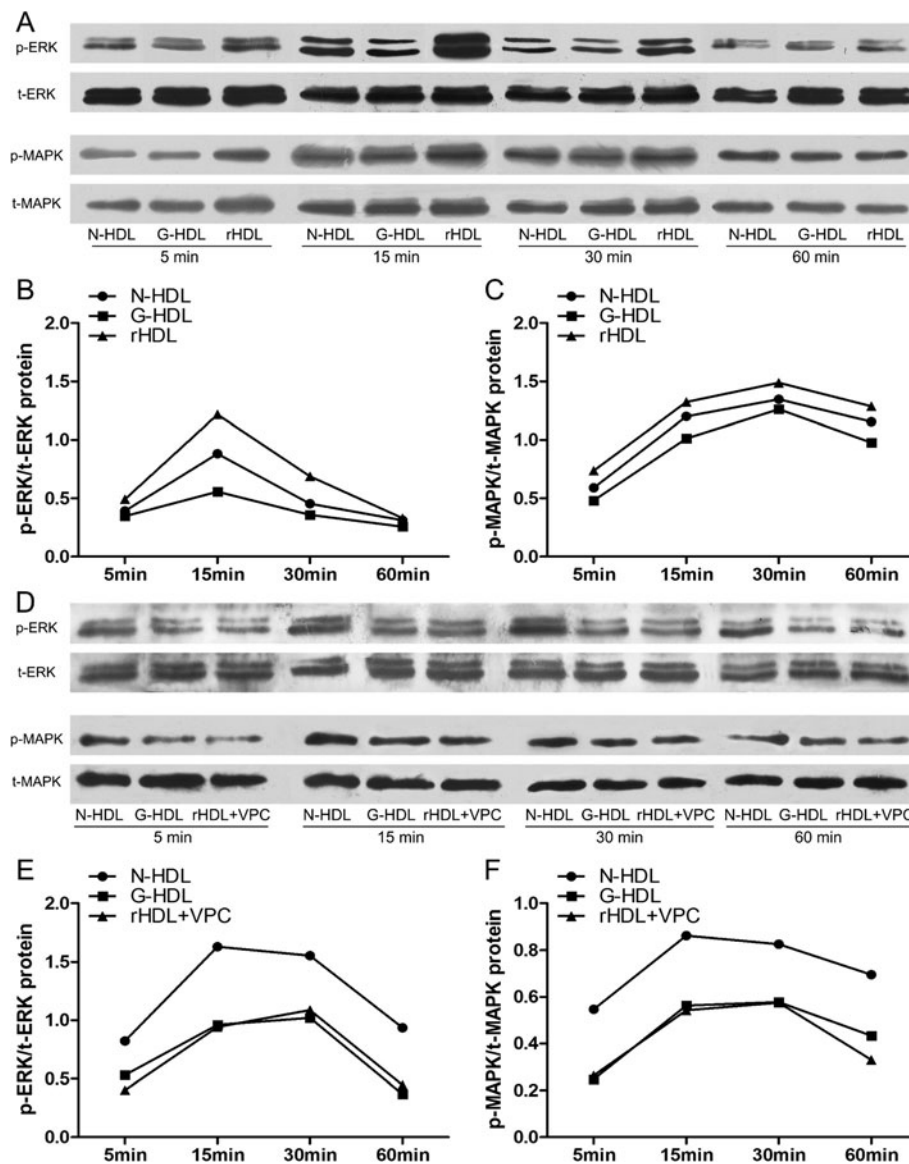 A
p-ERK
t-ERK
p-MAPK
t-MAPK
N-HDL G-HDL rHDL N-HDL G-HDL rHDL N-HDL G-HDL rHDL N-HDL G-HDL rHDL
5 min 15 min 30 min 60 min
B
N-HDL
G-HDL
rHDL
p-ERK/t-ERK protein
2.0
1.5
1.0
0.5
0.0
5min 15min 30min 60min
C
N-HDL
G-HDL
rHDL
p-MAPK/t-MAPK protein
2.0
1.5
1.0
0.5
0.0
5min 15min 30min 60min
D
p-ERK
t-ERK
p-MAPK
t-MAPK
N-HDL G-HDL rHDL+VPC N-HDL G-HDL rHDL+VPC N-HDL G-HDL rHDL+VPC N-HDL G-HDL rHDL+VPC
5 min 15 min 30 min 60 min
E
N-HDL
G-HDL
rHDL+VPC
p-ERK/t-ERK protein
2.0
1.5
1.0
0.5
0.0
5min 15min 30min 60min
F
N-HDL
G-HDL
rHDL+VPC
p-MAPK/t-MAPK protein
1.0
0.8
0.6
0.4
0.2
0.0
5min 15min 30min 60min